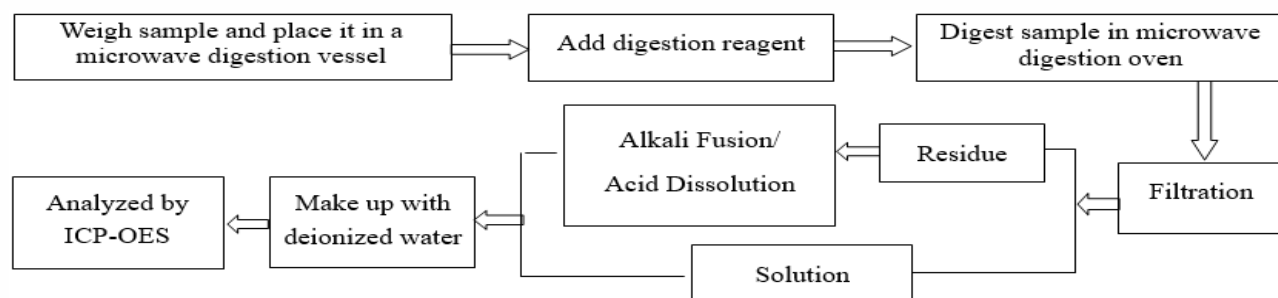 Weigh sample and place it in a
microwave digestion vessel
Add digestion reagent
Digest sample in microwave
digestion oven
Filtration
Residue
Alkali Fusion/
Acid Dissolution
Solution
Make up with
deionized water
Analyzed by
ICP-OES